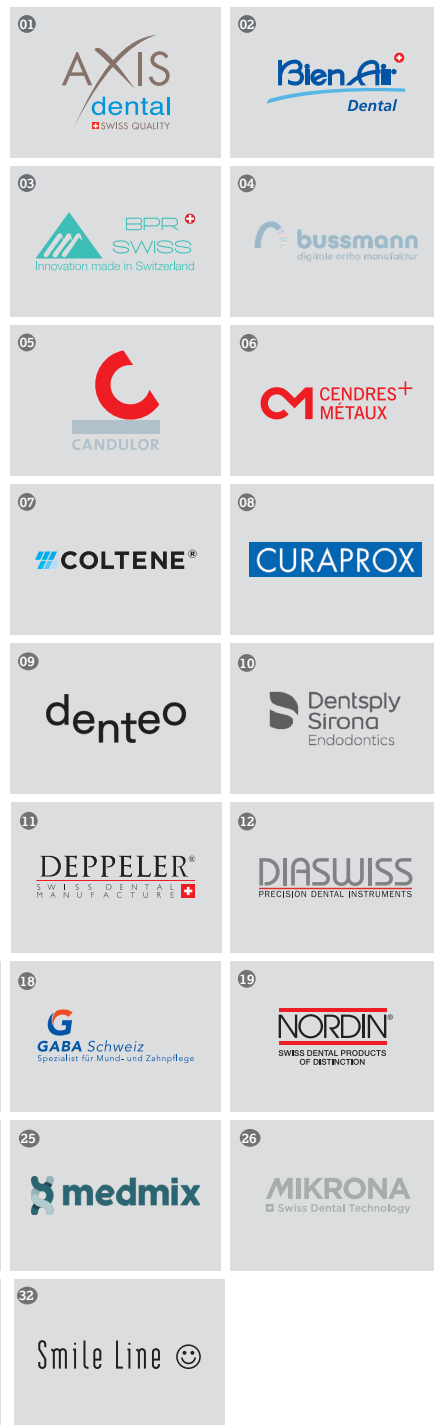 01
AXIS
dental
SWISS QUALITY
02
Bien Air
Dental
03
BPR
SWISS
Innovation made in Switzerland
04
bussmann
digitale ortho manufaktur
05
CANDULOR
06
CM CENDRES+
MÉTAUX
07
COLTENE®
08
CURAPROX
09
denteo
10
Dentsply
Sirona
Endodontics
11
DEPPELER®
SWISS DENTAL
MANUFACTURE
12
DIASWISS
PRECISION DENTAL INSTRUMENTS
18
G
GABA Schweiz
Spezialist für Mund- und Zahnpflege
19
NORDIN®
SWISS DENTAL PRODUCTS
OF DISTINCTION
25
medmix
26
MIKRONA
Swiss Dental Technology
32
Smile Line